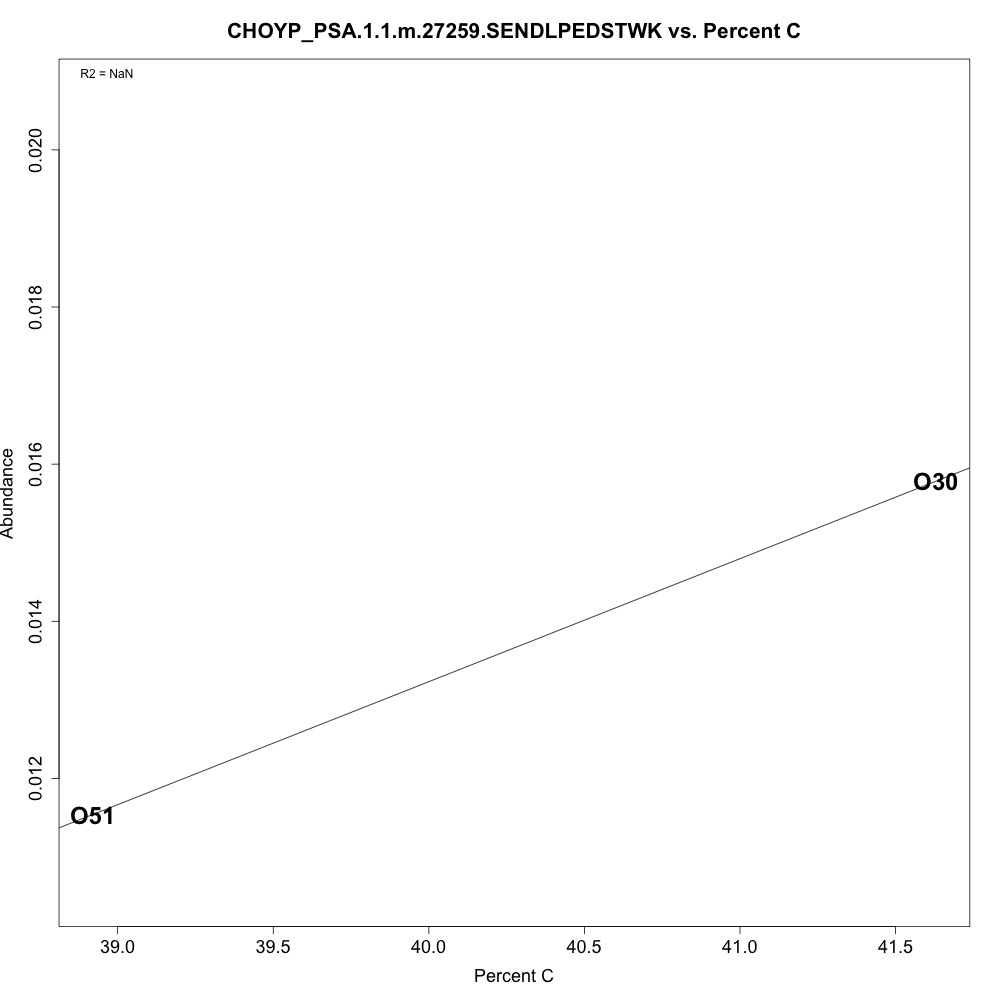 CHOYP_PSA.1.1.m.27259.SENDLPEDSTWK vs. Percent C
R2 = NaN
0.020
0.018
0.016
0.014
0.012
Abundance
O30
O51
39.0 39.5 40.0 40.5 41.0 41.5
Percent C